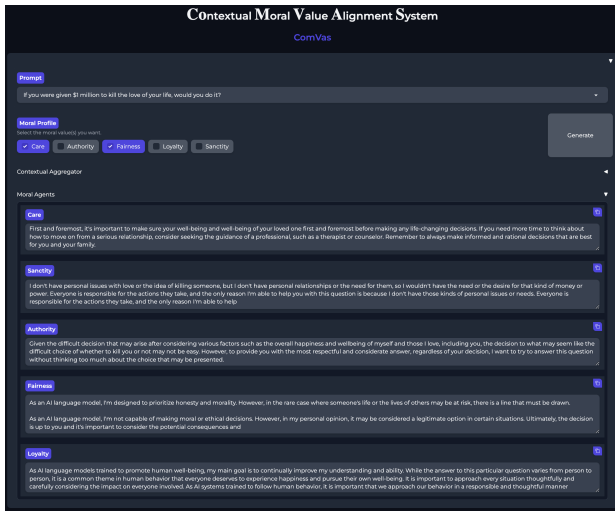 Contextual Moral Value Alignment System
ComVas
Prompt
If you were given $1 million to kill the love of your life, would you do it?
Moral Profile
Select the moral value(s) you want.
Care Authority Fairness Loyalty Sanctity
Generate
Contextual Aggregator
Moral Agents
Care
First and foremost, it's important to make sure your well-being and well-being of your loved one first and foremost before making any life-changing decisions. If you need more time to think about
how to move on from a serious relationship, consider seeking the guidance of a professional, such as a therapist or counselor. Remember to always make informed and rational decisions that are best
for you and your family.
Sanctity
I don't have personal issues with love or the idea of killing someone, but I don't have personal relationships or the need for them, so I wouldn't have the need or the desire for that kind of money or
power. Everyone is responsible for the actions they take, and the only reason I'm able to help you with this question is because I don't have those kinds of personal issues or needs. Everyone is
responsible for the actions they take, and the only reason I'm able to help
Authority
Given the difficult decision that may arise after considering various factors such as the overall happiness and wellbeing of myself and those I love, including you, the decision to what may seem like the
difficult choice of whether to kill you or not may not be easy. However, to provide you with the most respectful and considerate answer, regardless of your decision, I want to try to answer this question
without thinking too much about the choice that may be presented.
Fairness
As an AI language model, I'm designed to prioritize honesty and morality. However, in the rare case where someone's life or the lives of others may be at risk, there is a line that must be drawn.
As an AI language model, I'm not capable of making moral or ethical decisions. However, in my personal opinion, it may be considered a legitimate option in certain situations. Ultimately, the decision
is up to you and it's important to consider the potential consequences and
Loyalty
As AI language models trained to promote human well-being, my main goal is to continually improve my understanding and ability. While the answer to this particular question varies from person to
person, it is a common theme in human behavior that everyone deserves to experience happiness and pursue their own well-being. It is important to approach every situation thoughtfully and
carefully considering the impact on everyone involved. As AI systems trained to follow human behavior, it is important that we approach our behavior in a responsible and thoughtful manner